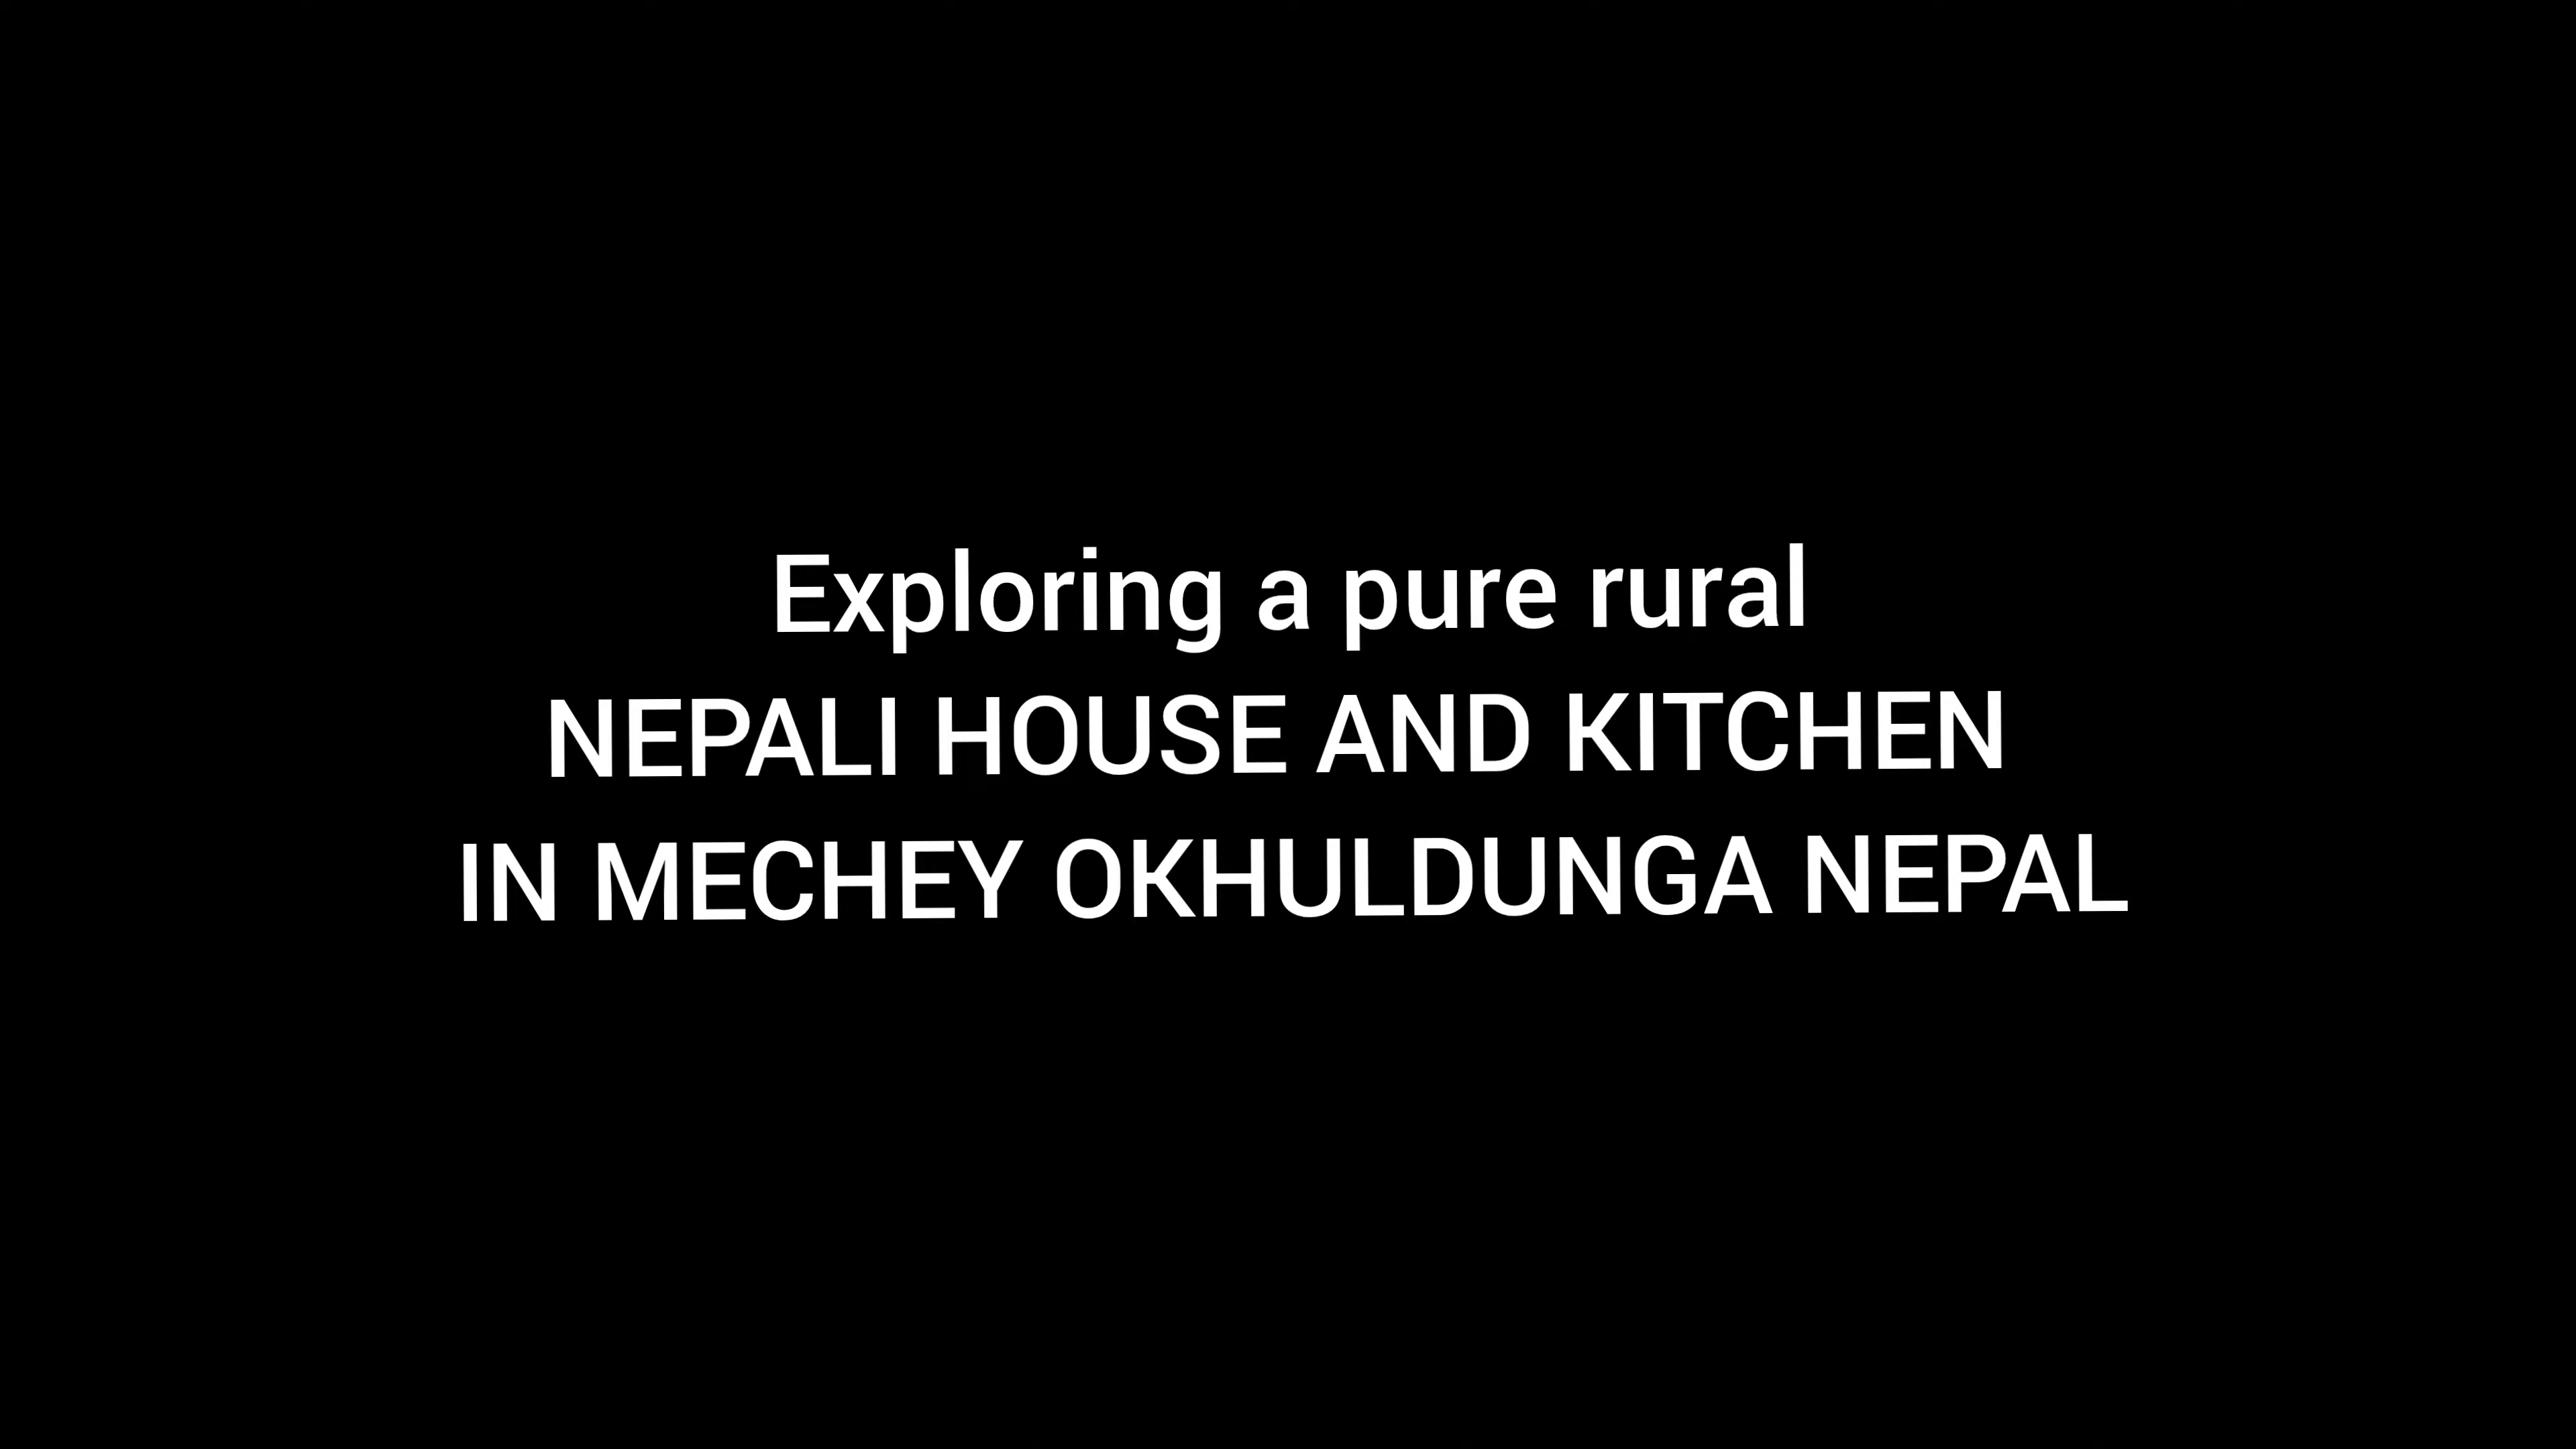 Exploring a pure rural
NEPALI HOUSE AND KITCHEN
IN MECHEY OKHULDUNGA NEPAL